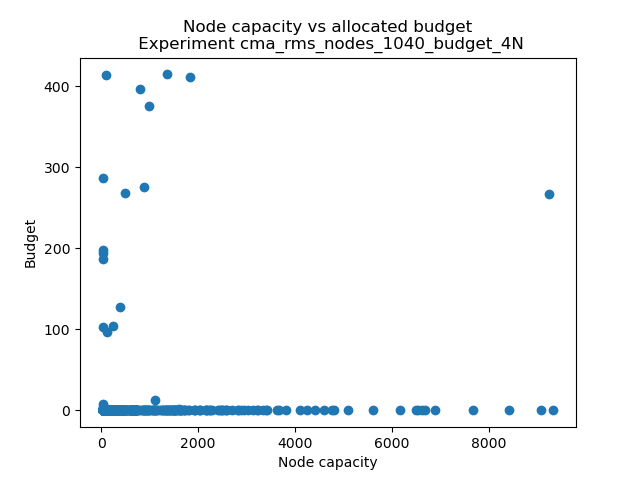 Node capacity vs allocated budget
Experiment cma_rms_nodes_1040_budget_4N
400
300
200
100
0
Budget
0 2000 4000 6000 8000
Node capacity